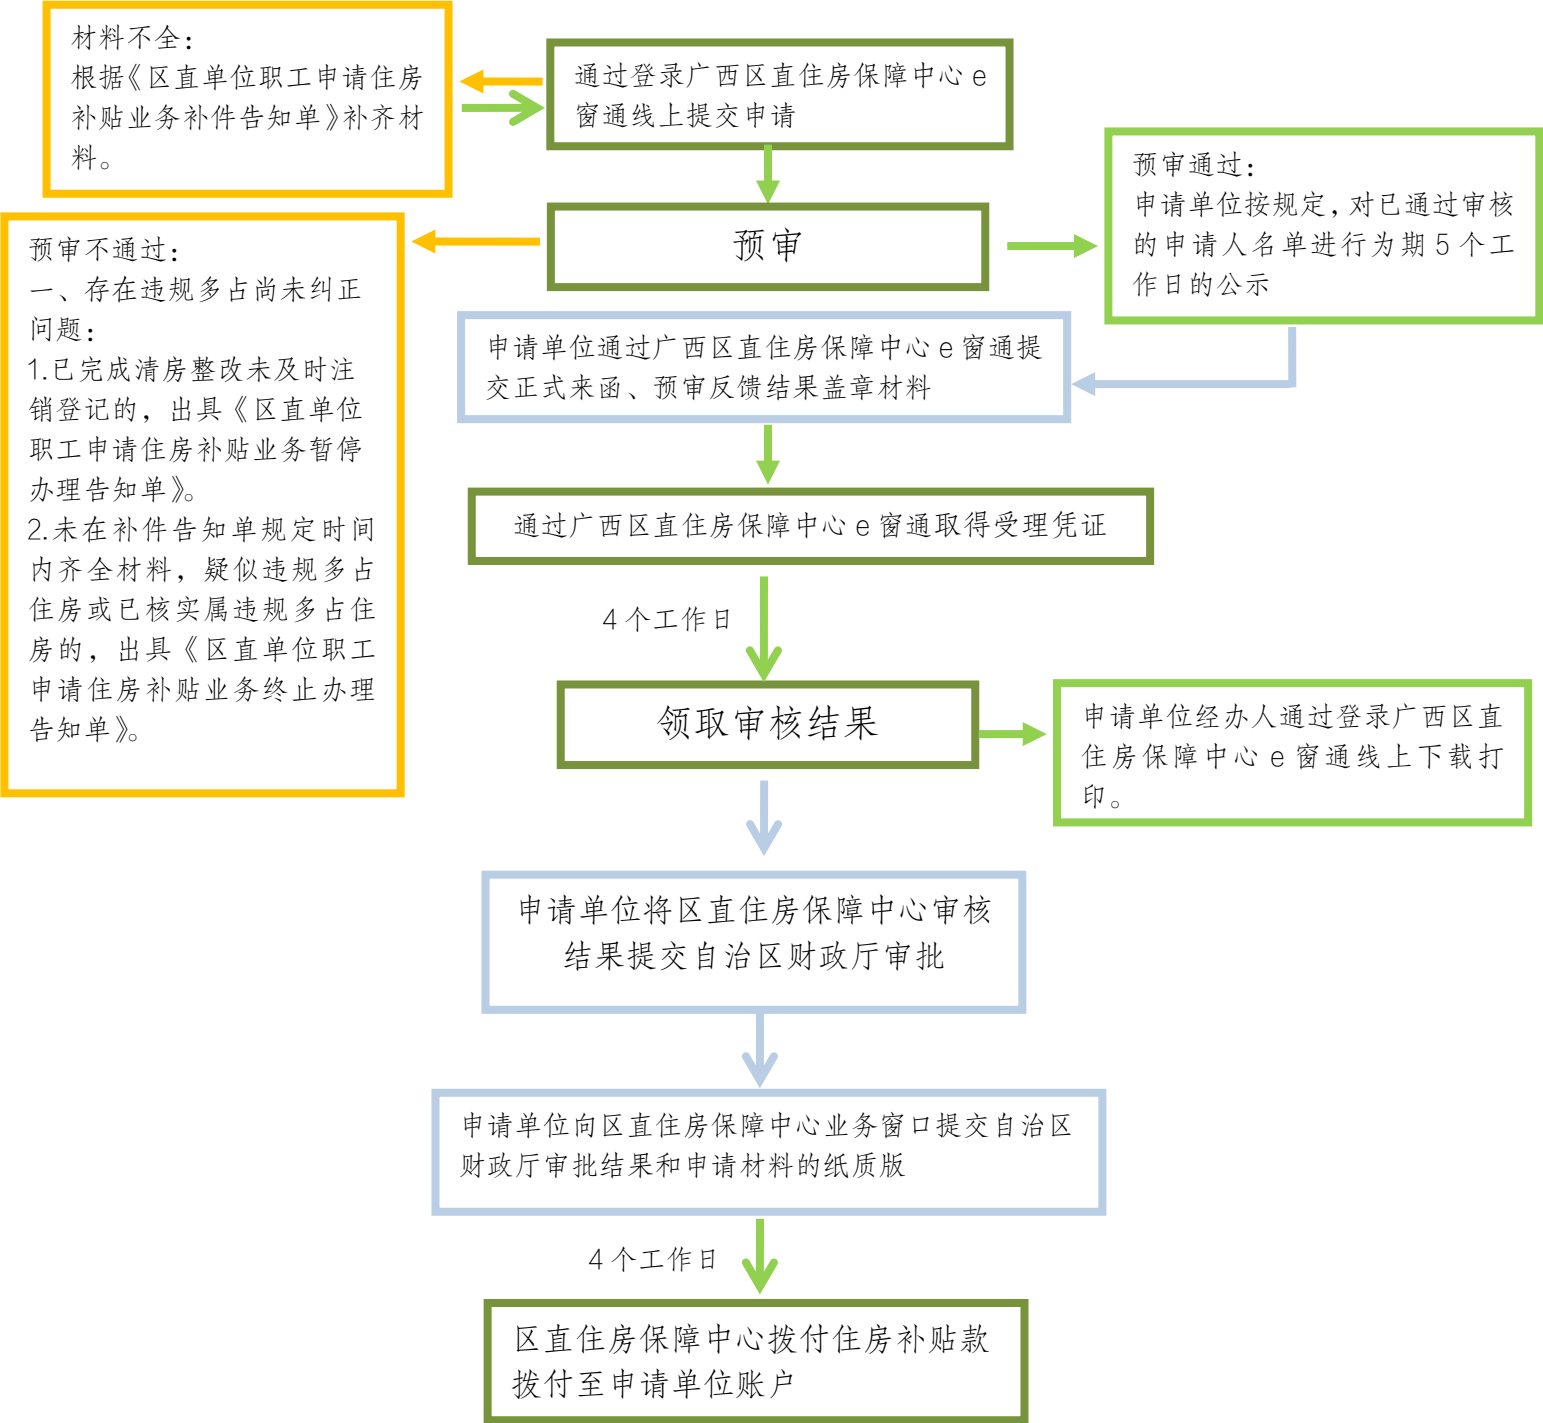 材料不全：
根据《区直单位职工申请住房
补贴业务补件告知单》补齐材
料。
通过登录广西区直住房保障中心 e
窗通线上提交申请
预审通过：
申请单位按规定，对已通过审核
的申请人名单进行为期 5 个工
作日的公示
预审
预审不通过：
一、存在违规多占尚未纠正
问题：
1.已完成清房整改未及时注
销登记的，出具《区直单位
职工申请住房补贴业务暂停
办理告知单》。
2.未在补件告知单规定时间
内齐全材料，疑似违规多占
住房或已核实属违规多占住
房的，出具《区直单位职工
申请住房补贴业务终止办理
告知单》。
申请单位通过广西区直住房保障中心 e 窗通提
交正式来函、预审反馈结果盖章材料
通过广西区直住房保障中心 e 窗通取得受理凭证
4 个工作日
领取审核结果
申请单位经办人通过登录广西区直
住房保障中心 e 窗通线上下载打
印。
申请单位将区直住房保障中心审核
结果提交自治区财政厅审批
申请单位向区直住房保障中心业务窗口提交自治区
财政厅审批结果和申请材料的纸质版
4 个工作日
区直住房保障中心拨付住房补贴款
拨付至申请单位账户